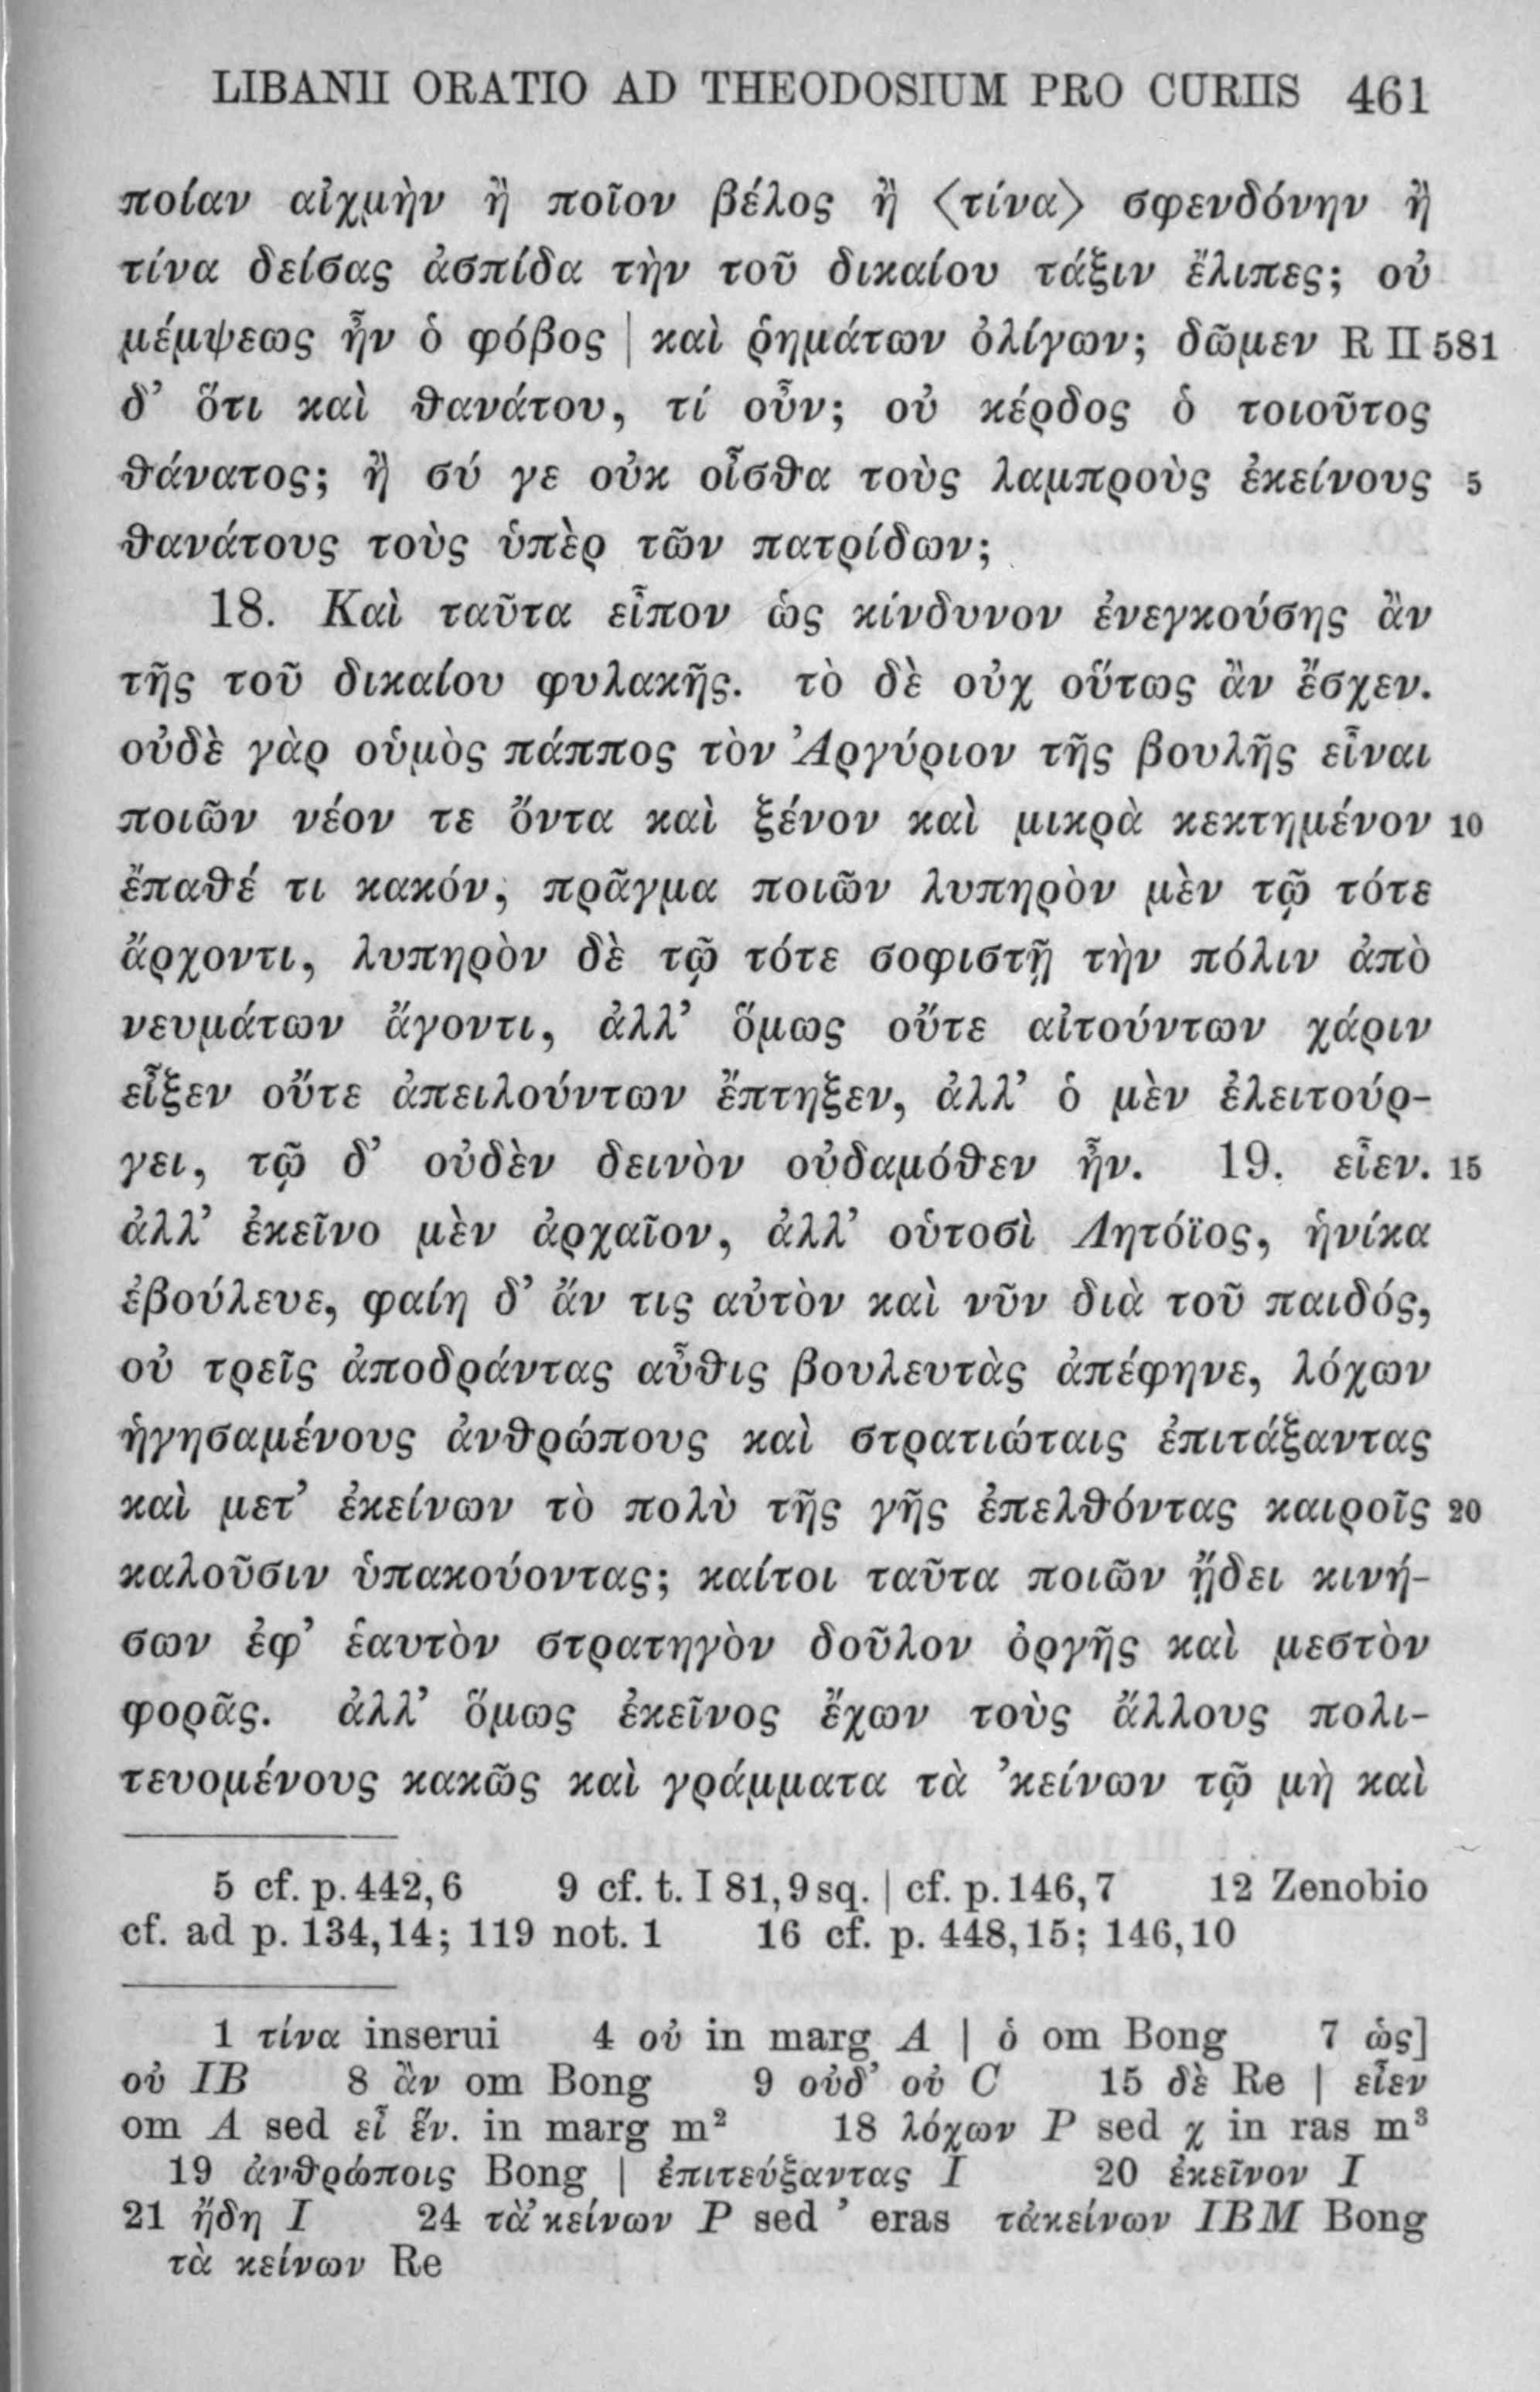 LIBANII ORATIO AD THEODOSIUM PRO CURIIS 461
ποίαν αἰχμὴν ἢ ποῖον βέλος ἢ ⟨τίνα⟩ σφενδόνην ἢ
τίνα δείσας ἀσπίδα τὴν τοῦ δικαίου τάξιν ἔλιπες; οὐ
μέμψεως ἦν ὁ φόβος | καὶ ῥημάτων ὀλίγων; δῶμεν R II 581
δ’ ὅτι καὶ θανάτου, τί οὖν; οὐ κέρδος ὁ τοιοῦτος
θάνατος; ἢ σύ γε οὐκ οἶσθα τοὺς λαμπροὺς ἐκείνους 5
θανάτους τοὺς ὑπὲρ τῶν πατρίδων;
18. Καὶ ταῦτα εἶπον ὡς κίνδυνον ἐνεγκούσης ἂν
τῆς τοῦ δικαίου φυλακῆς. τὸ δὲ οὐχ οὕτως ἂν ἔσχεν.
οὐδὲ γὰρ οὑμὸς πάππος τὸν Ἀργύριον τῆς βουλῆς εἶναι
ποιῶν νέον τε ὄντα καὶ ξένον καὶ μικρὰ κεκτημένον 10
ἔπαθέ τι κακόν, πρᾶγμα ποιῶν λυπηρὸν μὲν τῷ τότε
ἄρχοντι, λυπηρὸν δὲ τῷ τότε σοφιστῇ τὴν πόλιν ἀπὸ
νευμάτων ἄγοντι, ἀλλ’ ὅμως οὔτε αἰτούντων χάριν
εἶξεν οὔτε ἀπειλούντων ἔπτηξεν, ἀλλ’ ὁ μὲν ἐλειτούρ-
γει, τῷ δ’ οὐδὲν δεινὸν οὐδαμόθεν ἦν. 19. εἶεν. 15
ἀλλ’ ἐκεῖνο μὲν ἀρχαῖον, ἀλλ’ οὑτοσὶ Λητόϊος, ἡνίκα
ἐβούλευε, φαίη δ’ ἄν τις αὐτὸν καὶ νῦν διὰ τοῦ παιδός,
οὐ τρεῖς ἀποδράντας αὖθις βουλευτὰς ἀπέφηνε, λόχων
ἡγησαμένους ἀνθρώπους καὶ στρατιώταις ἐπιτάξαντας
καὶ μετ’ ἐκείνων τὸ πολὺ τῆς γῆς ἐπελθόντας καιροῖς 20
καλοῦσιν ὑπακούοντας; καίτοι ταῦτα ποιῶν ᾔδει κινή-
σων ἐφ’ ἑαυτὸν στρατηγὸν δοῦλον ὀργῆς καὶ μεστὸν
φορᾶς. ἀλλ’ ὅμως ἐκεῖνος ἔχων τοὺς ἄλλους πολι-
τευομένους κακῶς καὶ γράμματα τὰ ’κείνων τῷ μὴ καὶ
5 cf. p. 442,6 9 cf. t. I 81,9 sq. | cf. p. 146,7 12 Zenobio
cf. ad p. 134,14; 119 not. 1 16 cf. p. 448,15; 146,10
1 τίνα inserui 4 οὐ in marg A | ὁ om Bong 7 ὡς]
οὐ IB 8 ἂν om Bong 9 οὐδ’ οὐ C 15 δὲ Re | εἶεν
om A sed εἶ ἕν. in marg m² 18 λόχων P sed χ in ras m³
19 ἀνθρώποις Bong | ἐπιτεύξαντας I 20 ἐκεῖνον I
21 ἤδη I 24 τὰ’κείνων P sed ’ eras τἀκείνων IBM Bong
τὰ κείνων Re